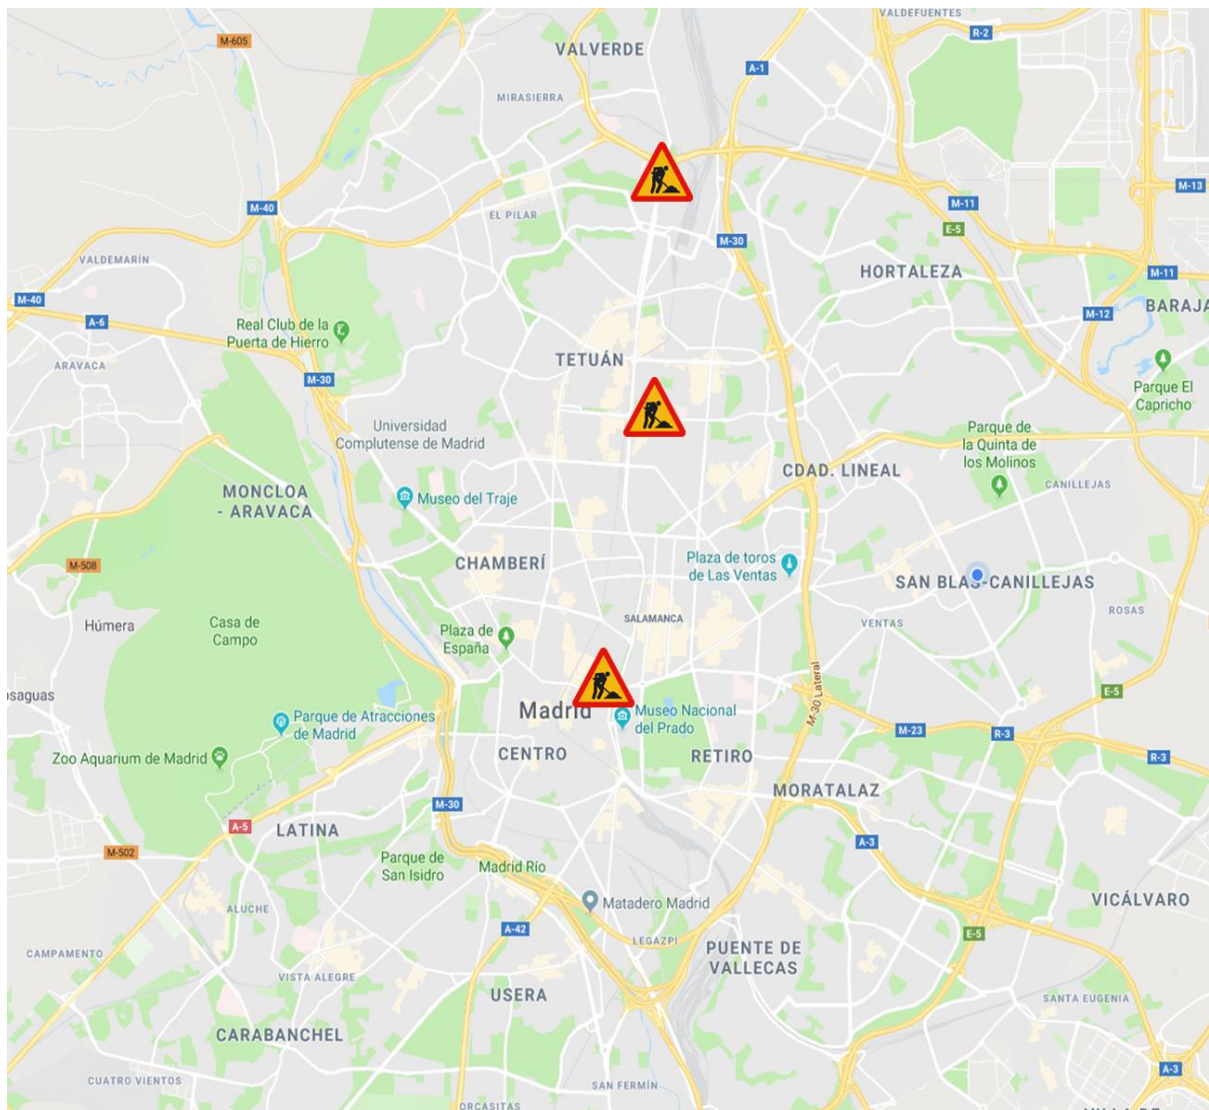 VALDEFUENTES
M-605
R-2
VALVERDE
A-1
MIRASIERRA
M-13
M-40
M-11
EL PILAR
E-5
M-30
VALDEMARÍN
HORTALEZA
M-11
M-40
BARAJA
M-12
A-6
Real Club de la
Puerta de Hierro
TETUÁN
ARAVACA
M-30
Parque El
Capricho
Universidad
Complutense de Madrid
Parque de
la Quinta de
los Molinos
CDAD. LINEAL
CANILLEJAS
MONCLOA
- ARAVACA
Museo del Traje
CHAMBERÍ
Plaza de toros
de Las Ventas
M-508
SAN BLAS-CANILLEJAS
ROSAS
Húmera
Casa de
Campo
Plaza de
España
SALAMANCA
VENTAS
osaguas
M-30 Lateral
E-5
Parque de Atracciones
de Madrid
Madrid
Museo Nacional
del Prado
M-23
R-3
Zoo Aquarium de Madrid
CENTRO
RETIRO
R-3
MORATALAZ
M-30
A-5
LATINA
A-3
M-502
Parque de
San Isidro
Madrid Río
Matadero Madrid
VICÁLVARO
ALUCHE
A-42
LEGAZPI
E-5
CAMPAMENTO
PUENTE DE
VALLECAS
VISTA ALEGRE
USERA
SANTA EUGENIA
CARABANCHEL
A-3
CUATRO VIENTOS
SAN FERMÍN
ORCASITAS